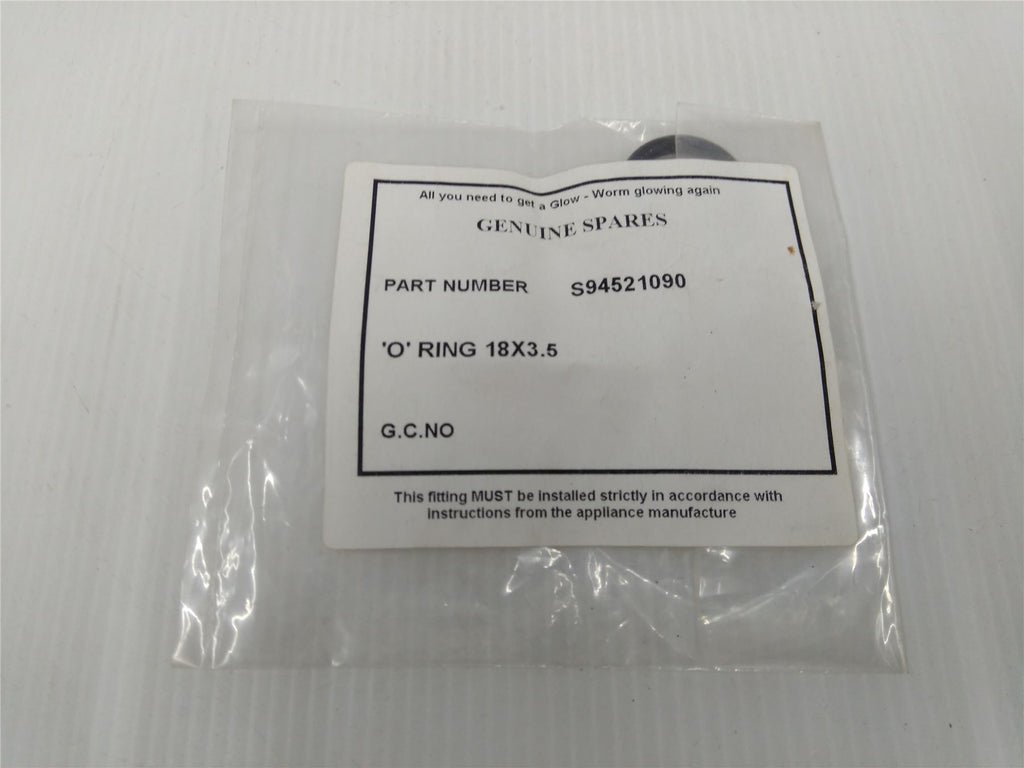 All you need to get a Glow - Worm glowing again
GENUINE SPARES
PART NUMBER S94521090
'O' RING 18X3.5
G.C.NO
This fitting MUST be installed strictly in accordance with
instructions from the appliance manufacture